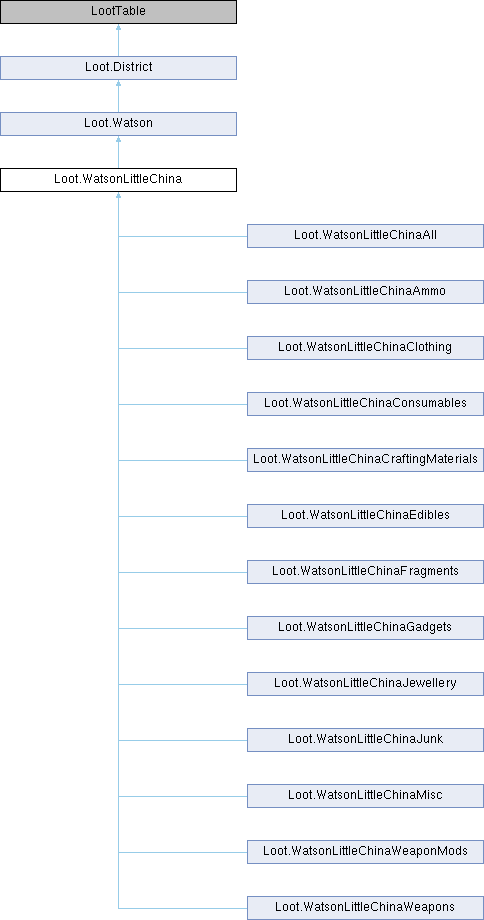 LootTable
Loot.District
Loot.Watson
Loot.WatsonLittleChina
Loot.WatsonLittleChinaAll
Loot.WatsonLittleChinaAmmo
Loot.WatsonLittleChinaClothing
Loot.WatsonLittleChinaConsumables
Loot.WatsonLittleChinaCraftingMaterials
Loot.WatsonLittleChinaEdibles
Loot.WatsonLittleChinaFragments
Loot.WatsonLittleChinaGadgets
Loot.WatsonLittleChinaJewellery
Loot.WatsonLittleChinaJunk
Loot.WatsonLittleChinaMisc
Loot.WatsonLittleChinaWeaponMods
Loot.WatsonLittleChinaWeapons